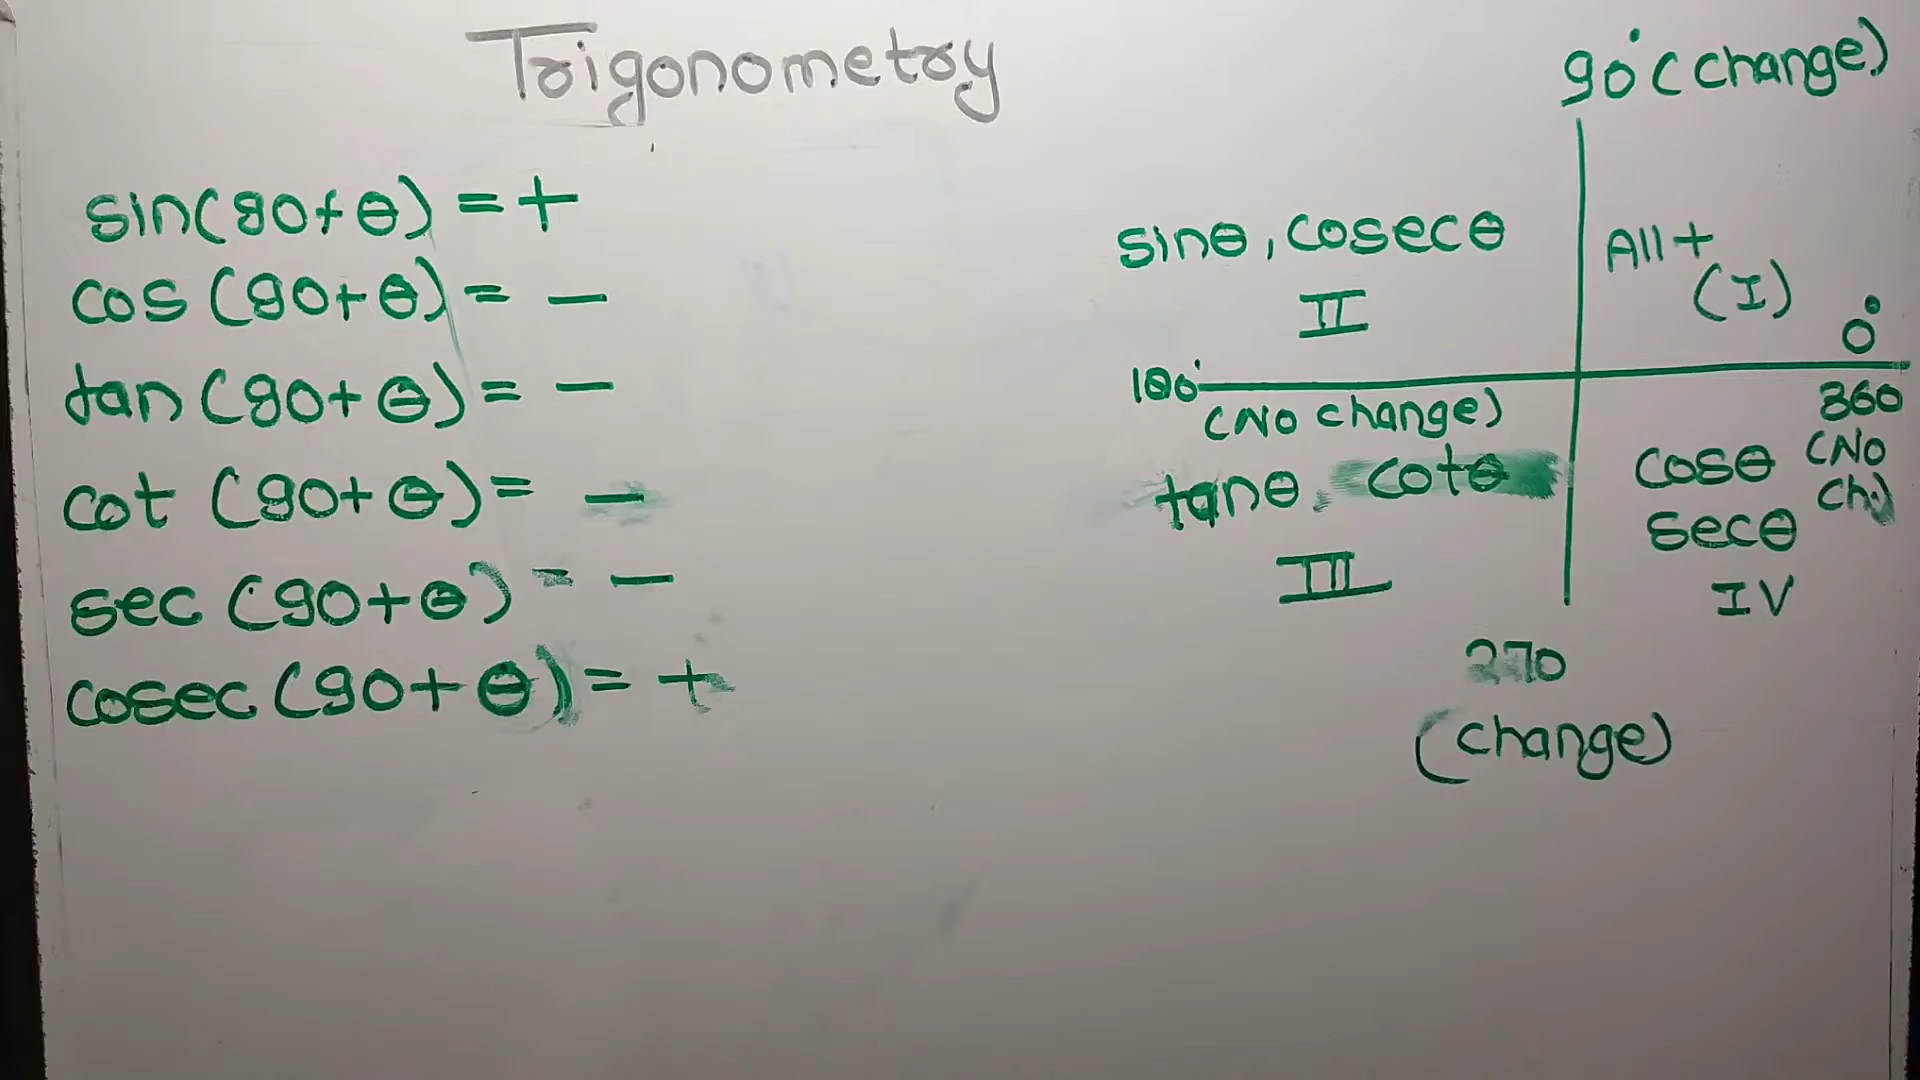 Trigonometry
sin(90+θ) = +
cos (90+θ) = −
tan (90+θ) = −
cot (90+θ) = −
sec (90+θ) = −
cosec (90+θ) = +
90° (change)
sinθ, cosecθ
II
All +
(I)
0°
180°
(No change)
360
(No
ch.)
tanθ, cotθ
III
cosθ
secθ
IV
270
(change)